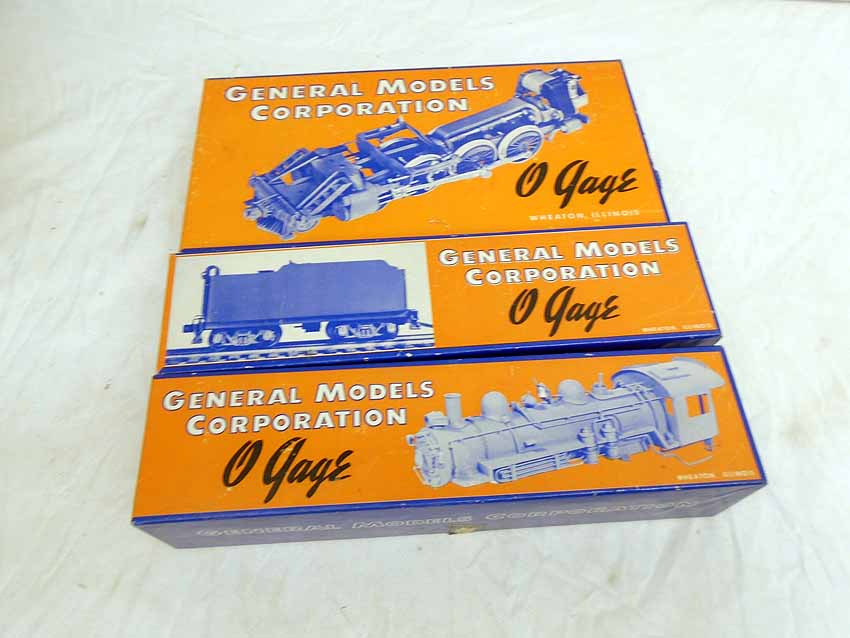 GENERAL MODELS
CORPORATION
O Gage
WHEATON, ILLINOIS
GENERAL MODELS
CORPORATION
O Gage
WHEATON, ILLINOIS
GENERAL MODELS
CORPORATION
O Gage
WHEATON, ILLINOIS
GENERAL MODELS CORPORATION